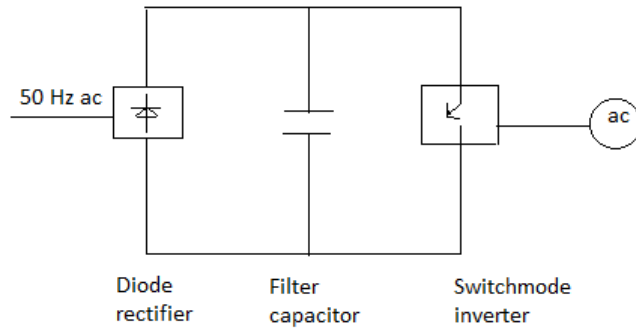 50 Hz ac
ac
Diode
rectifier
Filter
capacitor
Switchmode
inverter